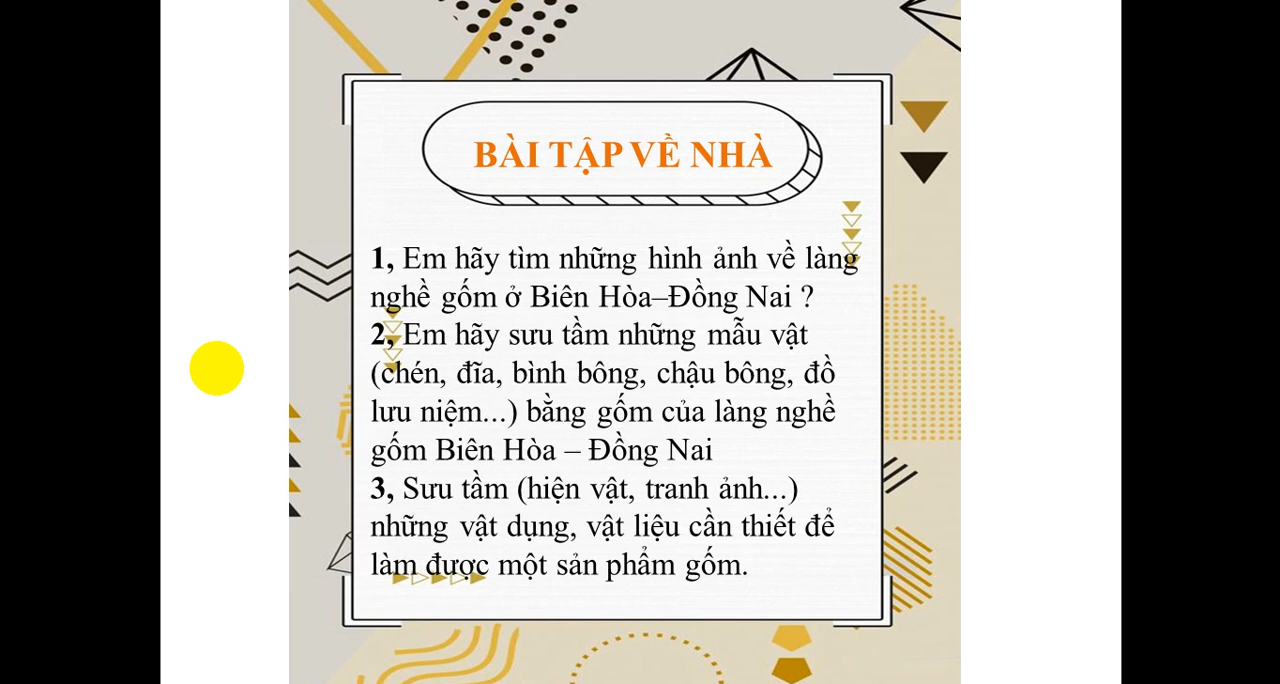 BÀI TẬP VỀ NHÀ
1, Em hãy tìm những hình ảnh về làng
nghề gốm ở Biên Hòa–Đồng Nai ?
2, Em hãy sưu tầm những mẫu vật
(chén, đĩa, bình bông, chậu bông, đồ
lưu niệm...) bằng gốm của làng nghề
gốm Biên Hòa – Đồng Nai
3, Sưu tầm (hiện vật, tranh ảnh...)
những vật dụng, vật liệu cần thiết để
làm được một sản phẩm gốm.